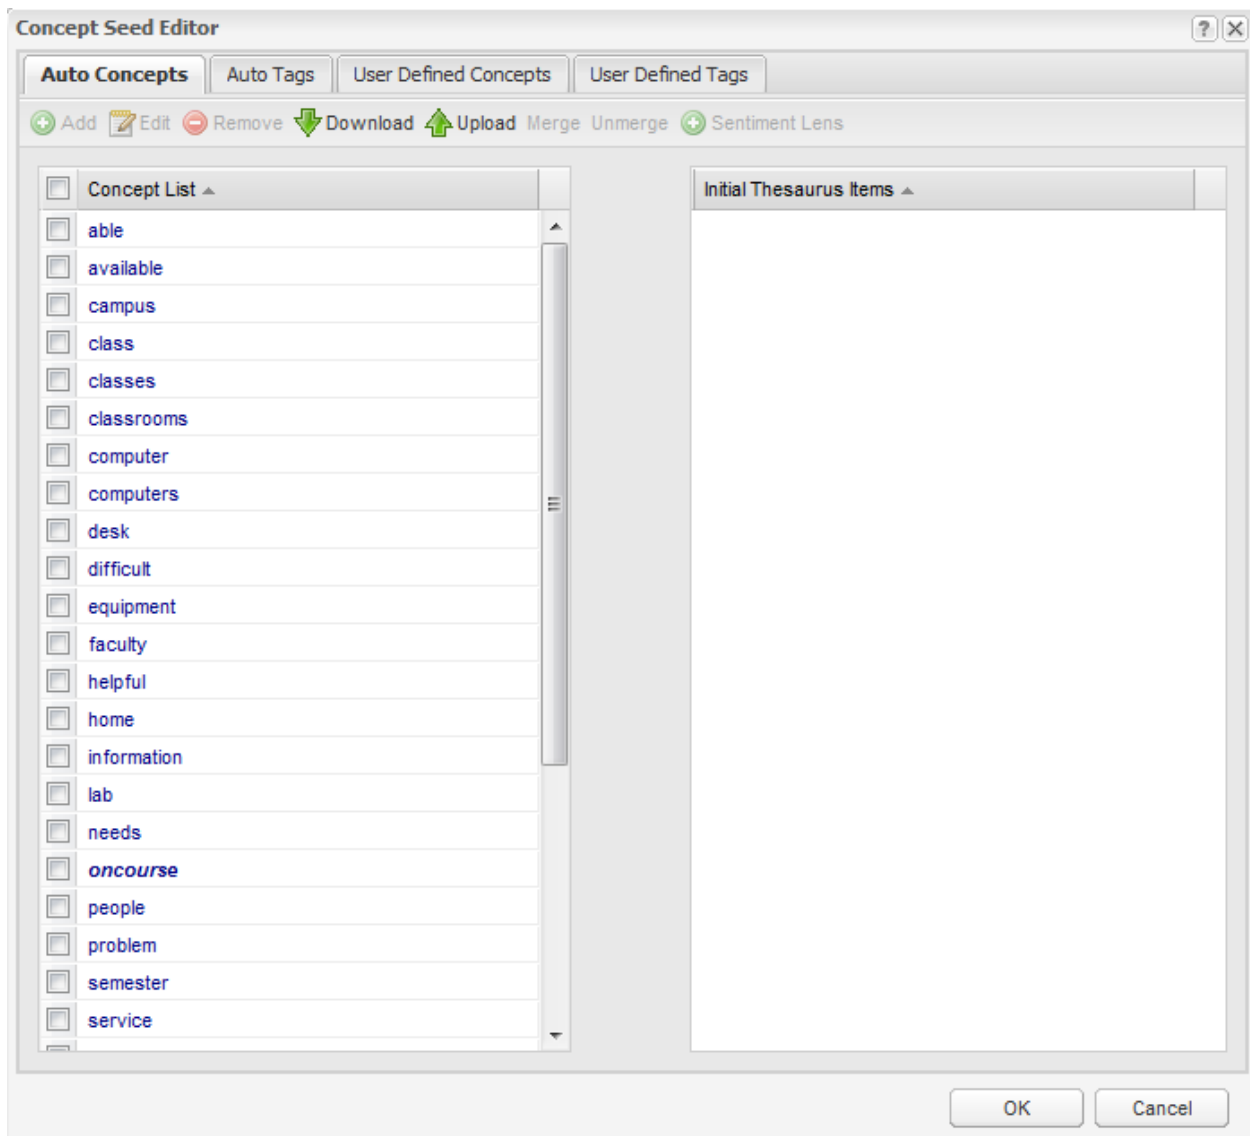 Concept Seed Editor
Auto Concepts Auto Tags User Defined Concepts User Defined Tags
Add Edit Remove Download Upload Merge Unmerge Sentiment Lens
Concept List Initial Thesaurus Items
able
available
campus
class
classes
classrooms
computer
computers
desk
difficult
equipment
faculty
helpful
home
information
lab
needs
oncourse
people
problem
semester
service
OK Cancel